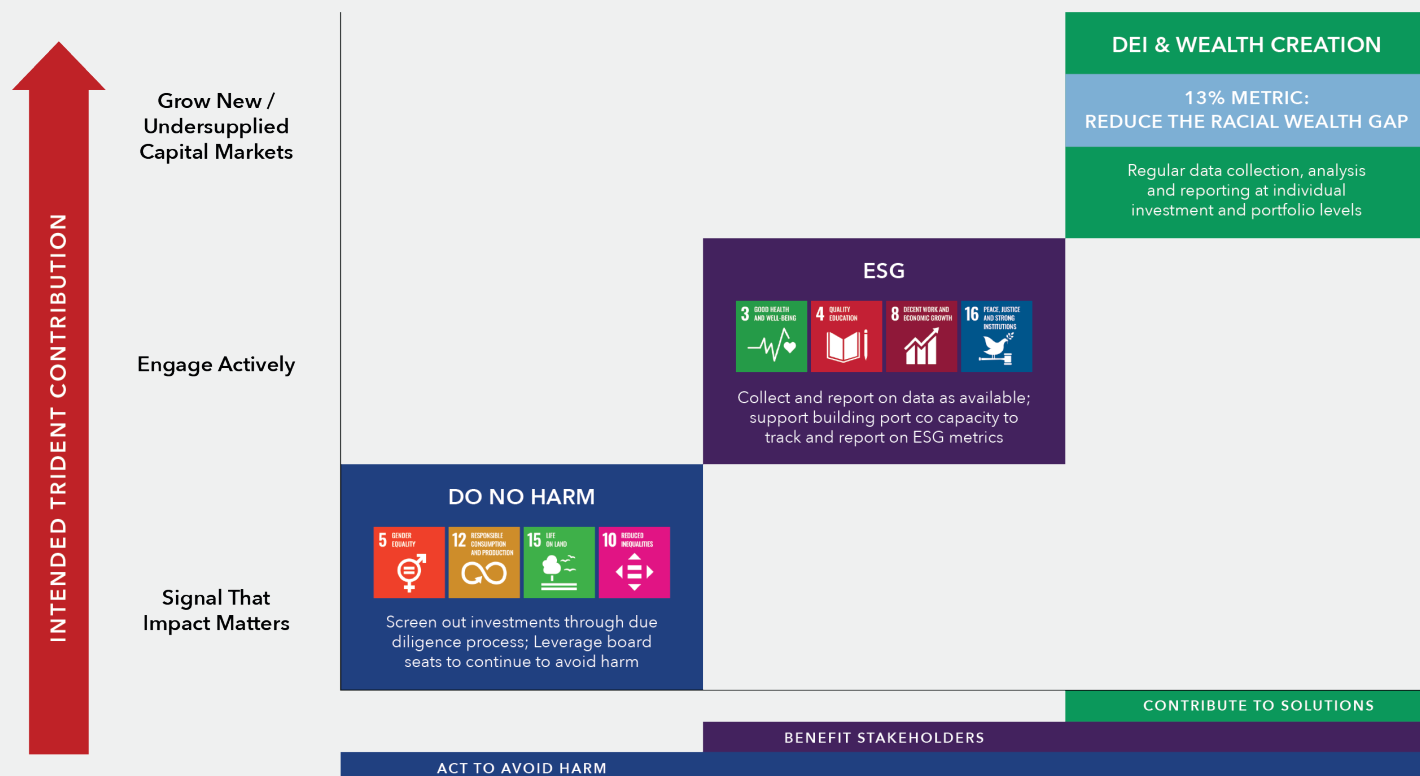 INTENDED TRIDENT CONTRIBUTION
Grow New /
Undersupplied
Capital Markets
DEI & WEALTH CREATION
13% METRIC:
REDUCE THE RACIAL WEALTH GAP
Regular data collection, analysis
and reporting at individual
investment and portfolio levels
Engage Actively
ESG
3 GOOD HEALTH
AND WELL-BEING
4 QUALITY
EDUCATION
8 DECENT WORK AND
ECONOMIC GROWTH
16 PEACE, JUSTICE
AND STRONG
INSTITUTIONS
Collect and report on data as available;
support building port co capacity to
track and report on ESG metrics
Signal That
Impact Matters
DO NO HARM
5 GENDER
EQUALITY
12 RESPONSIBLE
CONSUMPTION
AND PRODUCTION
15 LIFE
ON LAND
10 REDUCED
INEQUALITIES
Screen out investments through due
diligence process; Leverage board
seats to continue to avoid harm
CONTRIBUTE TO SOLUTIONS
BENEFIT STAKEHOLDERS
ACT TO AVOID HARM